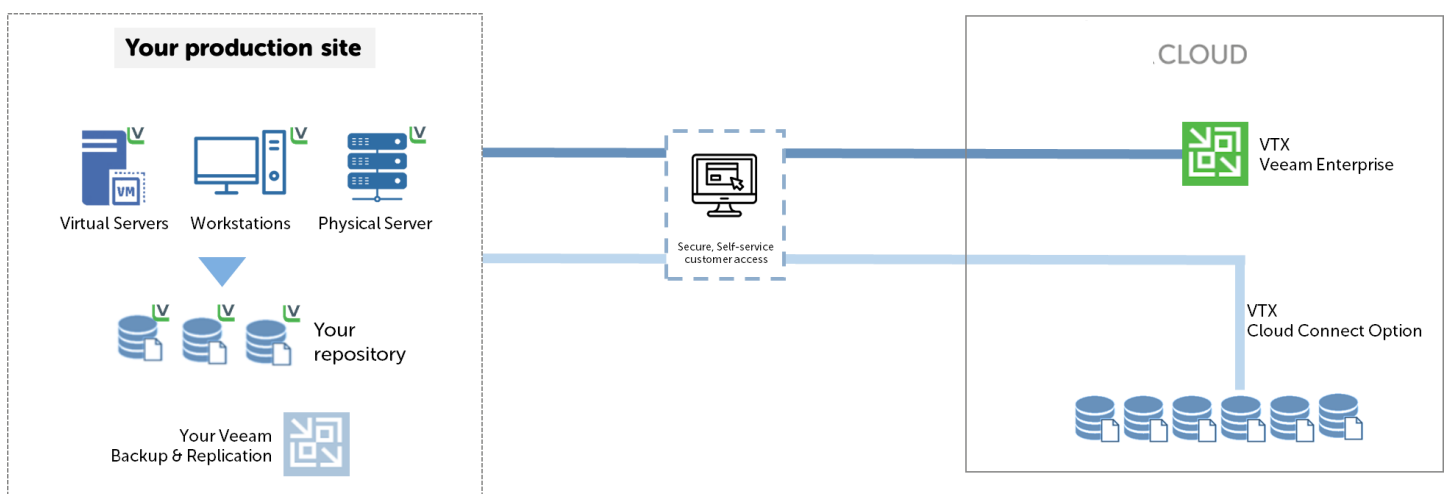 Your production site
.CLOUD
V
V
V
VM
Virtual Servers
Workstations
Physical Server
VTX
Veeam Enterprise
Secure, Self-service
customer access
V
V
V
Your
repository
VTX
Cloud Connect Option
Your Veeam
Backup & Replication